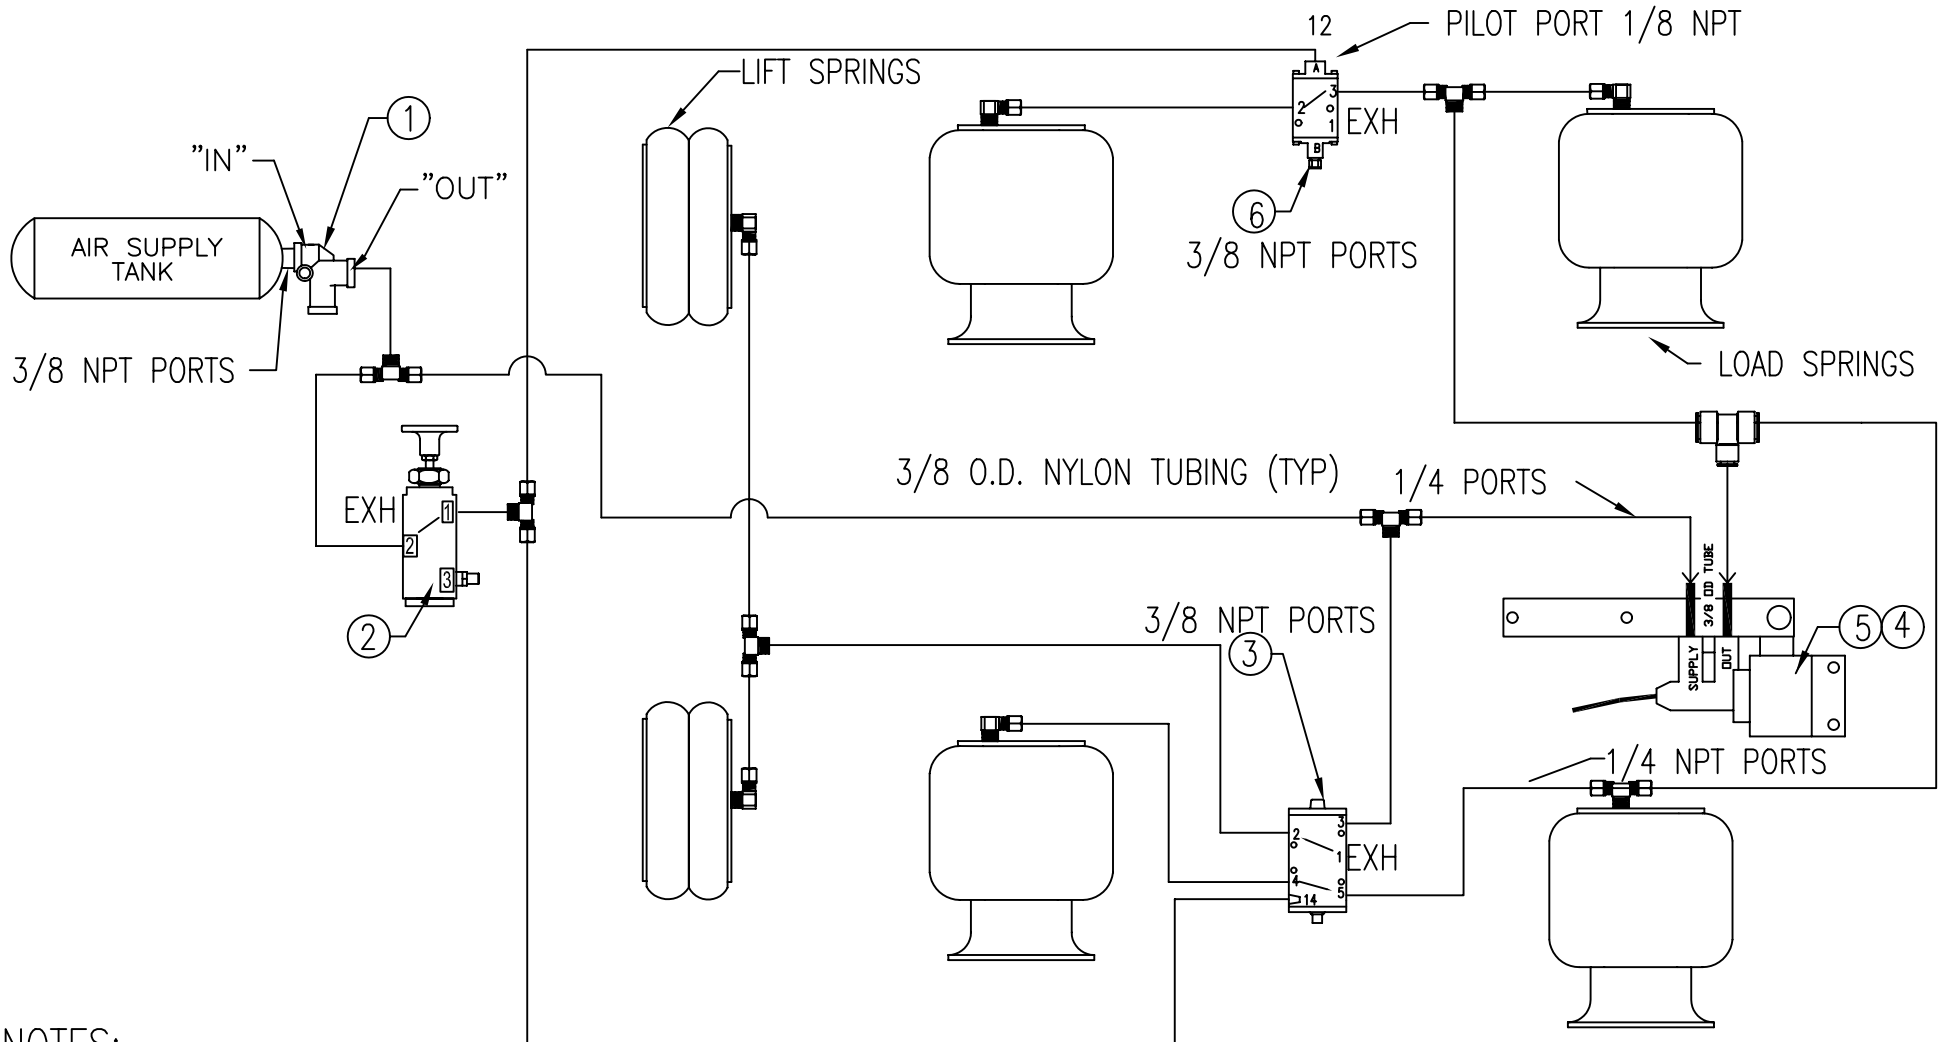 12
PILOT PORT 1/8 NPT
LIFT SPRINGS
A
3
2
1
EXH
B
1
"IN"
"OUT"
6
3/8 NPT PORTS
AIR SUPPLY
TANK
3/8 NPT PORTS
LOAD SPRINGS
3/8 O.D. NYLON TUBING (TYP)
1/4 PORTS
EXH
1
2
3
2
3/8 OD TUBE
SUPPLY
OUT
5
4
3/8 NPT PORTS
3
1/4 NPT PORTS
3
2
1
EXH
4
5
14
NOTES: